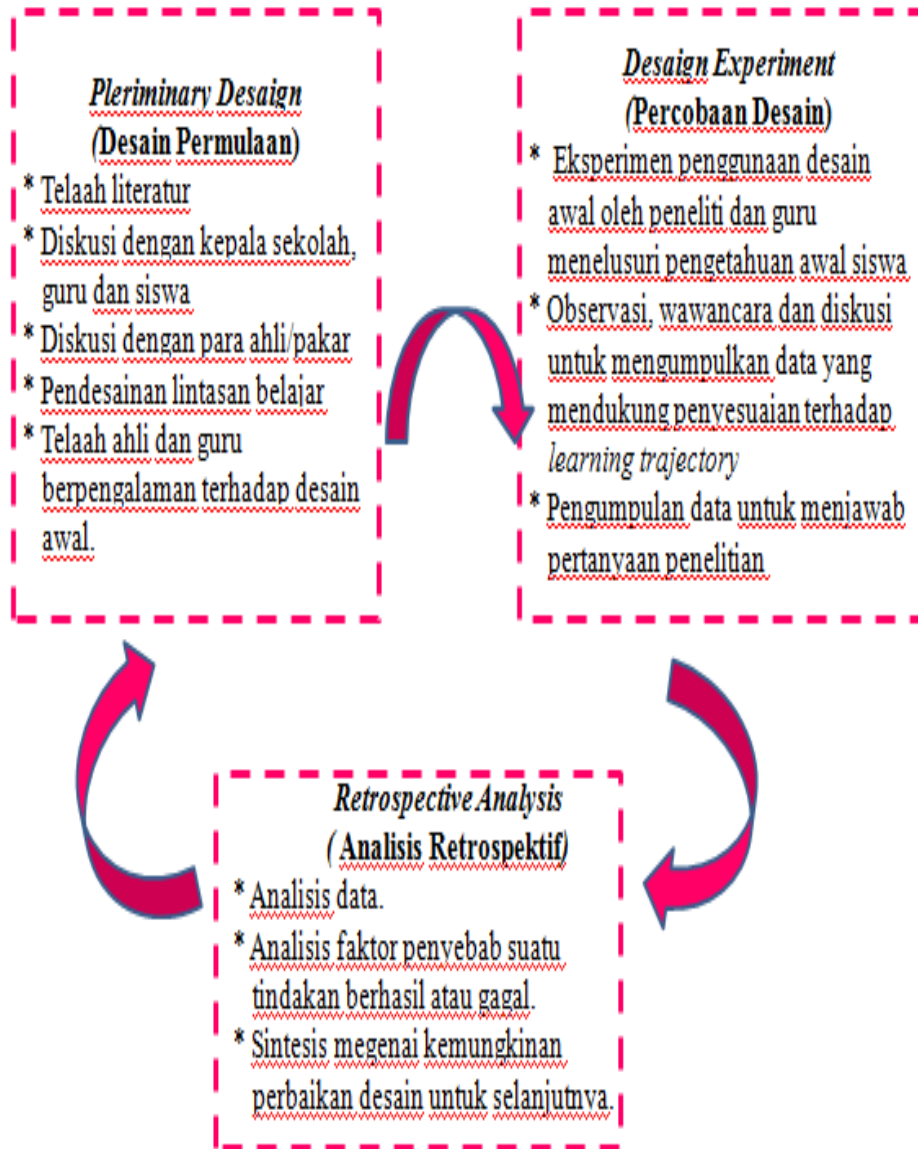 Pleriminary Desaign
(Desain Permulaan)
* Telaah literatur
* Diskusi dengan kepala sekolah,
guru dan siswa
* Diskusi dengan para ahli/pakar
* Pendesainan lintasan belajar
* Telaah ahli dan guru
berpengalaman terhadap desain
awal.
Desaign Experiment
(Percobaan Desain)
* Eksperimen penggunaan desain
awal oleh peneliti dan guru
menelusuri pengetahuan awal siswa
* Observasi, wawancara dan diskusi
untuk mengumpulkan data yang
mendukung penyesuaian terhadap
learning trajectory
* Pengumpulan data untuk menjawab
pertanyaan penelitian
Retrospective Analysis
( Analisis Retrospektif)
* Analisis data.
* Analisis faktor penyebab suatu
tindakan berhasil atau gagal.
* Sintesis megenai kemungkinan
perbaikan desain untuk selanjutnya.